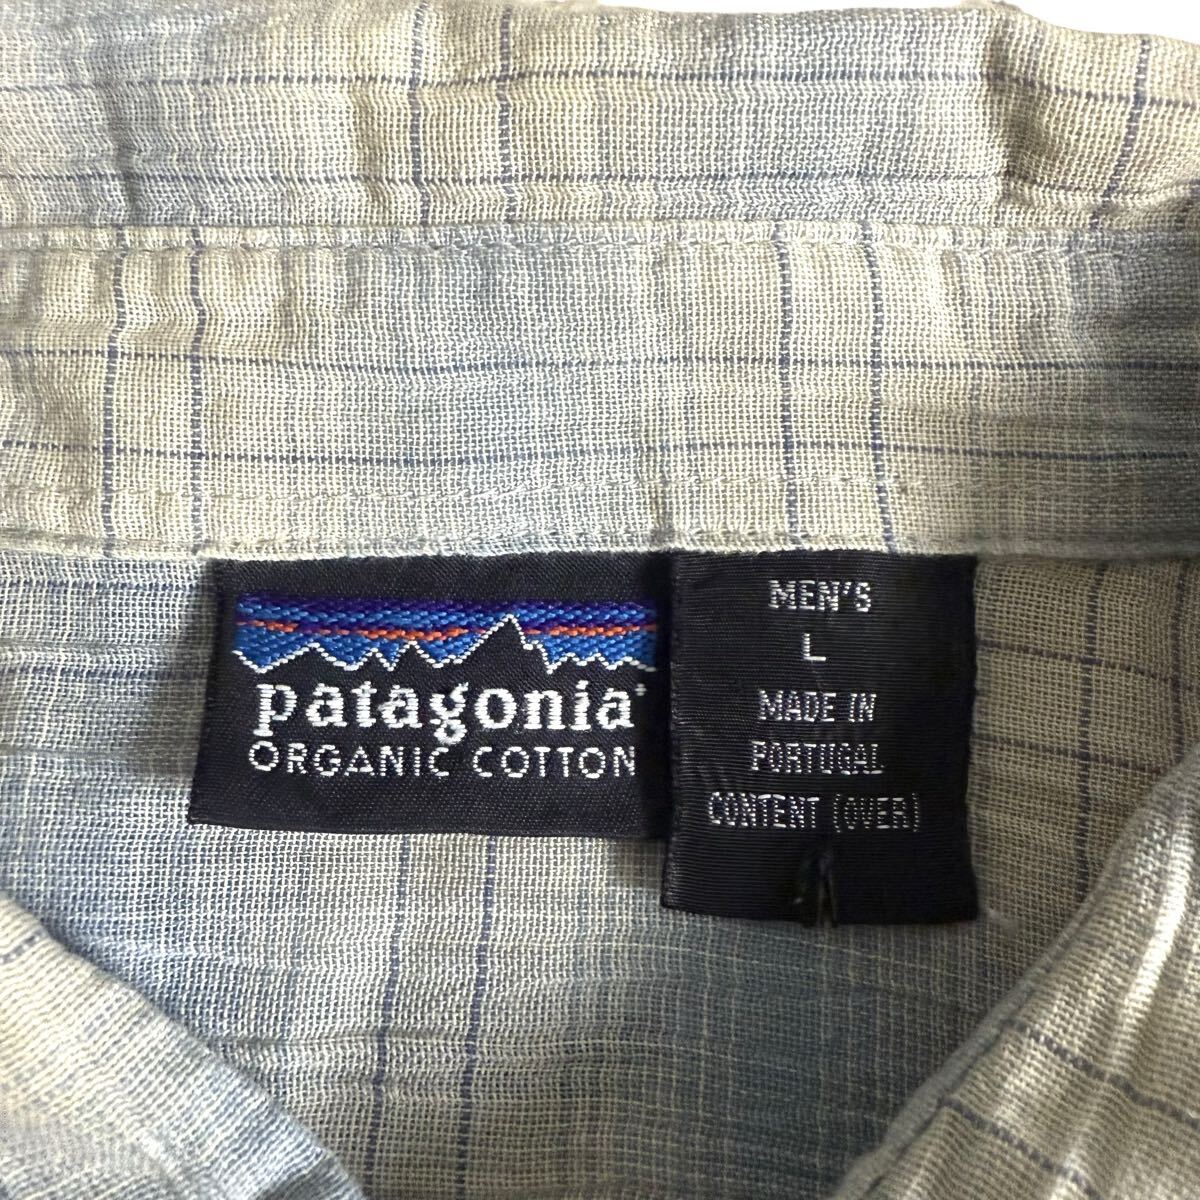 patagonia®
ORGANIC COTTON
MEN'S
L
MADE IN
PORTUGAL
CONTENT (OVER)